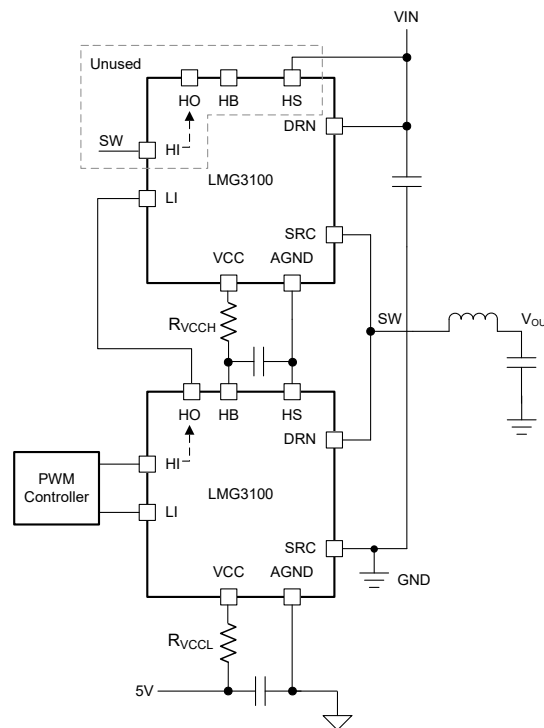 VIN
Unused
HO HB HS
DRN
SW
HI
LMG3100
LI
SRC
VCC AGND
RVCCH
SW
VOU
HO HB HS
DRN
PWM
Controller
HI
LMG3100
LI
SRC
VCC AGND
GND
RVCCL
5V